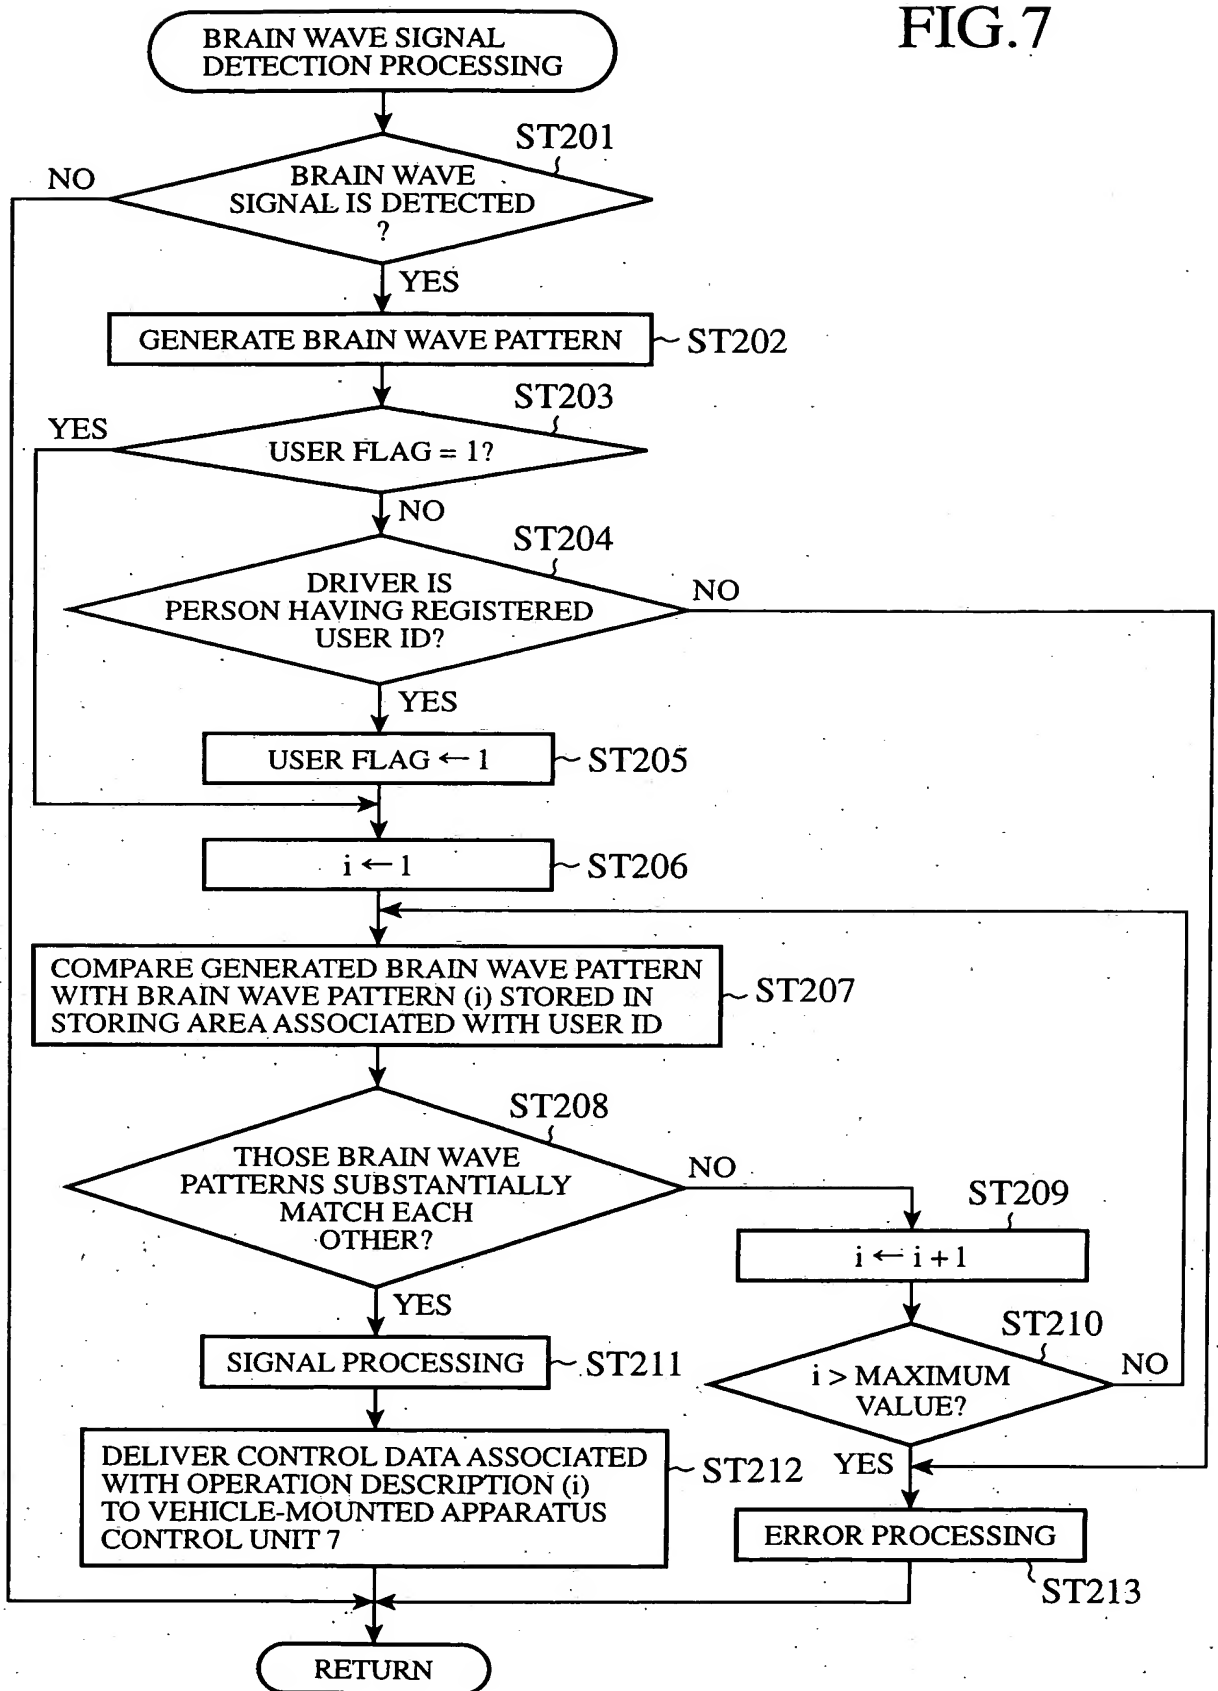 FIG.7
BRAIN WAVE SIGNAL
DETECTION PROCESSING
ST201
NO
BRAIN WAVE
SIGNAL IS DETECTED
?
YES
GENERATE BRAIN WAVE PATTERN
ST202
ST203
YES
USER FLAG = 1?
NO
ST204
DRIVER IS
PERSON HAVING REGISTERED
USER ID?
NO
YES
USER FLAG ← 1
ST205
i ← 1
ST206
COMPARE GENERATED BRAIN WAVE PATTERN
WITH BRAIN WAVE PATTERN (i) STORED IN
STORING AREA ASSOCIATED WITH USER ID
ST207
ST208
THOSE BRAIN WAVE
PATTERNS SUBSTANTIALLY
MATCH EACH
OTHER?
NO
ST209
i ← i + 1
YES
ST210
SIGNAL PROCESSING
ST211
i > MAXIMUM
VALUE?
NO
YES
DELIVER CONTROL DATA ASSOCIATED
WITH OPERATION DESCRIPTION (i)
TO VEHICLE-MOUNTED APPARATUS
CONTROL UNIT 7
ST212
ERROR PROCESSING
ST213
RETURN